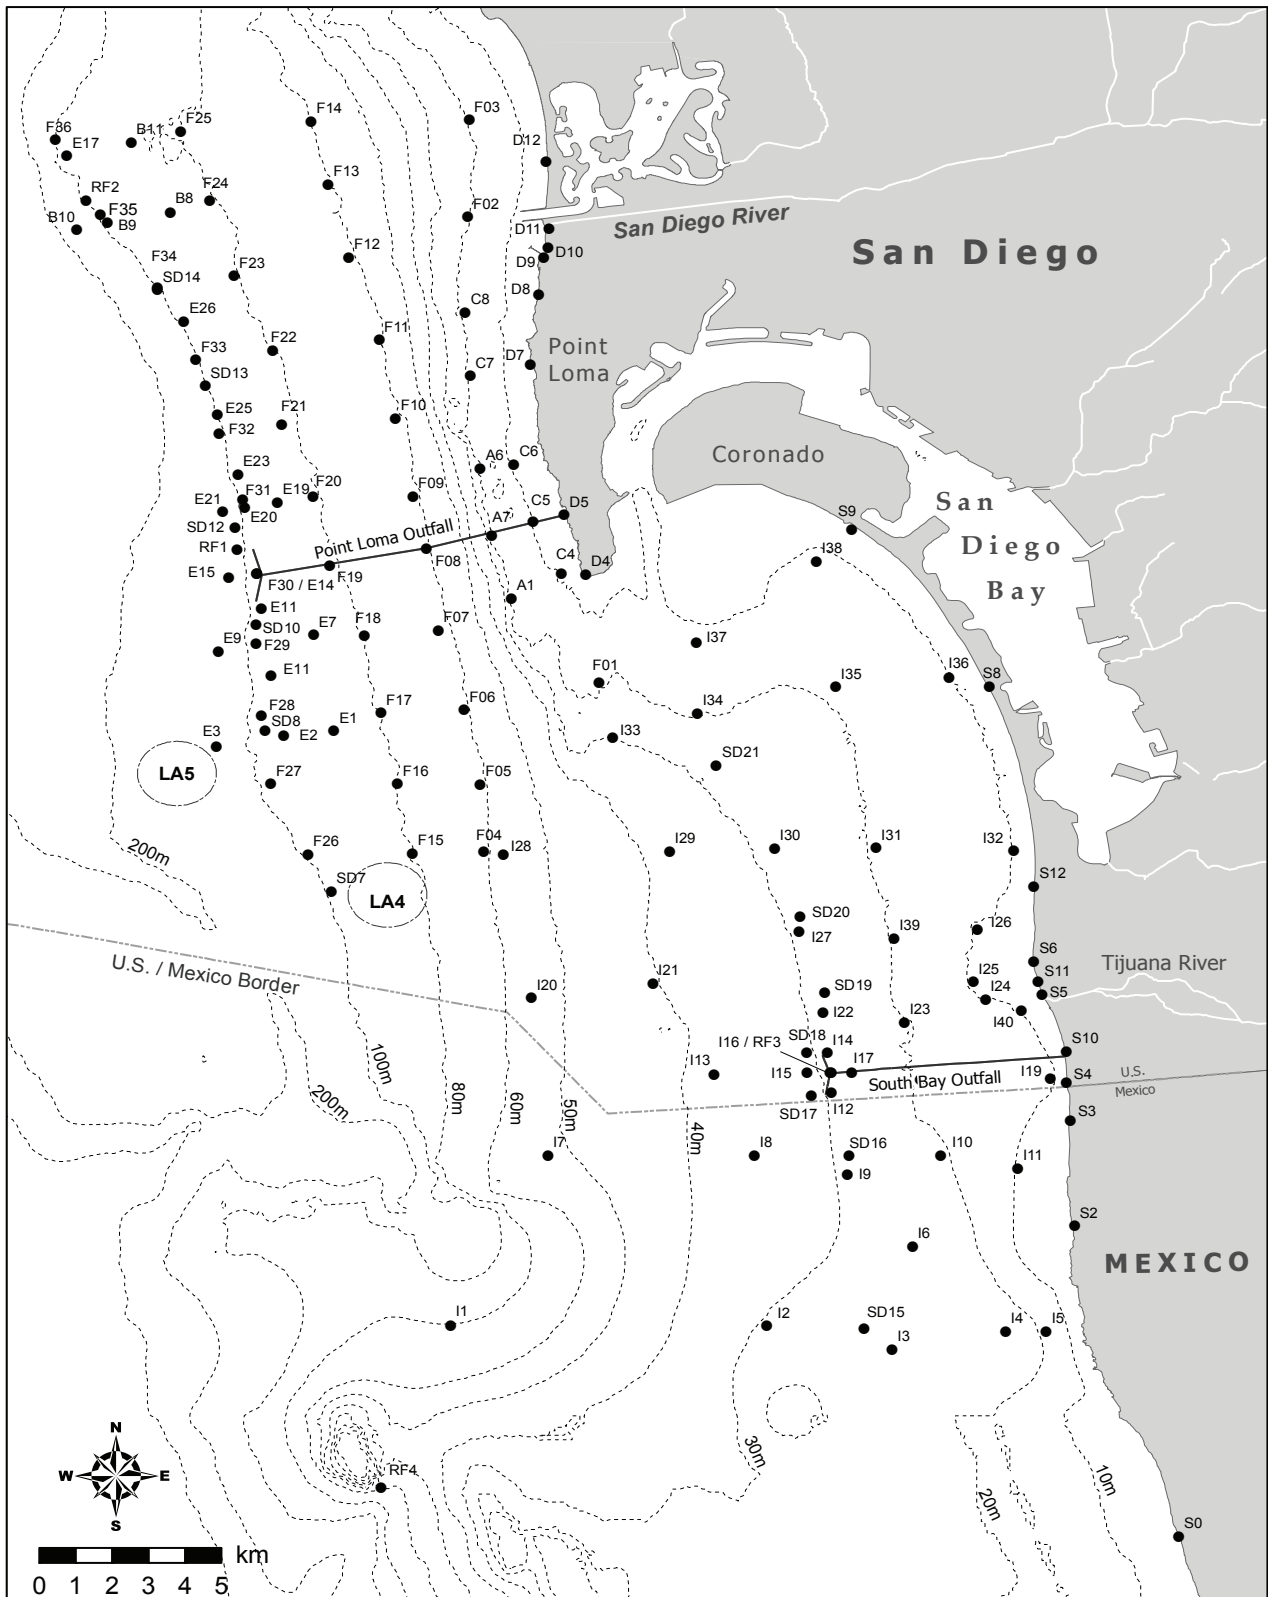 F14
F03
F36
E17
B11
F25
D12
F13
RF2
F35
B9
B10
B8
F24
F02
San Diego River
D11
D10
D9
San Diego
F12
F34
SD14
F23
D8
E26
C8
F33
F22
F11
Point
Loma
D7
SD13
C7
E25
F32
F21
F10
Coronado
E23
A6
C6
F31
E19
F20
F09
E21
E20
SD12
Point Loma Outfall
A7
C5
D5
S9
San
Diego
Bay
RF1
F08
I38
E15
F30 / E14
F19
C4
D4
E11
A1
SD10
E7
F18
F07
E9
F29
I37
E11
F01
I35
I36
S8
F28
SD8
E2
E1
F17
F06
I34
E3
I33
LA5
SD21
F27
F16
F05
200m
F26
F15
F04
I28
I29
I30
I31
I32
SD7
LA4
S12
SD20
I27
I39
I26
U.S. / Mexico Border
S6
Tijuana River
I20
I21
SD19
I25
S11
I24
S5
I22
I23
I40
100m
I16 / RF3
SD18
I14
S10
I13
I15
I17
South Bay Outfall
I19
S4
U.S.
Mexico
200m
80m
60m
50m
SD17
I12
S3
40m
I7
I8
SD16
I10
I11
I9
S2
I6
MEXICO
I1
I2
SD15
I4
I5
I3
N
W
E
S
RF4
30m
20m
10m
S0
km
0 1 2 3 4 5